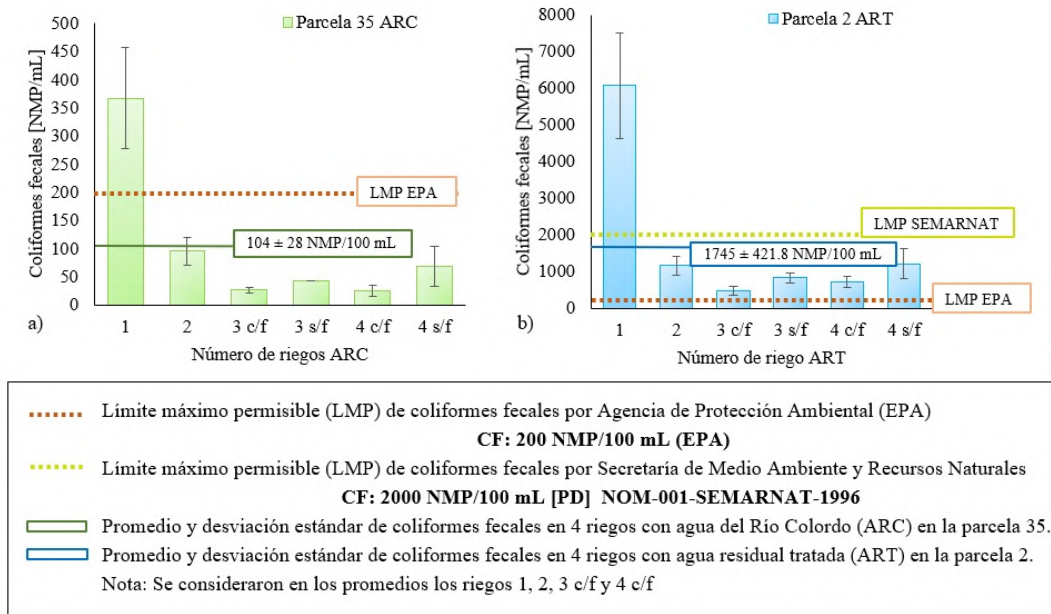 Parcela 35 ARC
Coliformes fecales [NMP/mL]
500
450
400
350
300
250
200
150
100
50
0
LMP EPA
104 ± 28 NMP/100 mL
1 2 3 c/f 3 s/f 4 c/f 4 s/f
a)
Número de riegos ARC
Parcela 2 ART
Coliformes fecales [NMP/mL]
8000
7000
6000
5000
4000
3000
2000
1000
0
LMP SEMARNAT
1745 ± 421.8 NMP/100 mL
LMP EPA
1 2 3 c/f 3 s/f 4 c/f 4 s/f
b)
Número de riego ART
Límite máximo permisible (LMP) de coliformes fecales por Agencia de Protección Ambiental (EPA)
CF: 200 NMP/100 mL (EPA)
Límite máximo permisible (LMP) de coliformes fecales por Secretaría de Medio Ambiente y Recursos Naturales
CF: 2000 NMP/100 mL [PD] NOM-001-SEMARNAT-1996
Promedio y desviación estándar de coliformes fecales en 4 riegos con agua del Río Colordo (ARC) en la parcela 35.
Promedio y desviación estándar de coliformes fecales en 4 riegos con agua residual tratada (ART) en la parcela 2.
Nota: Se consideraron en los promedios los riegos 1, 2, 3 c/f y 4 c/f